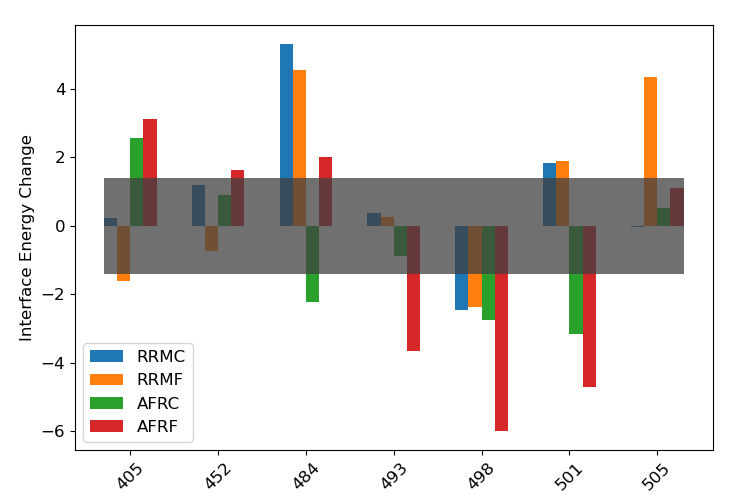 Interface Energy Change
4
2
0
−2
−4
−6
RRMC
RRMF
AFRC
AFRF
405 452 484 493 498 501 505